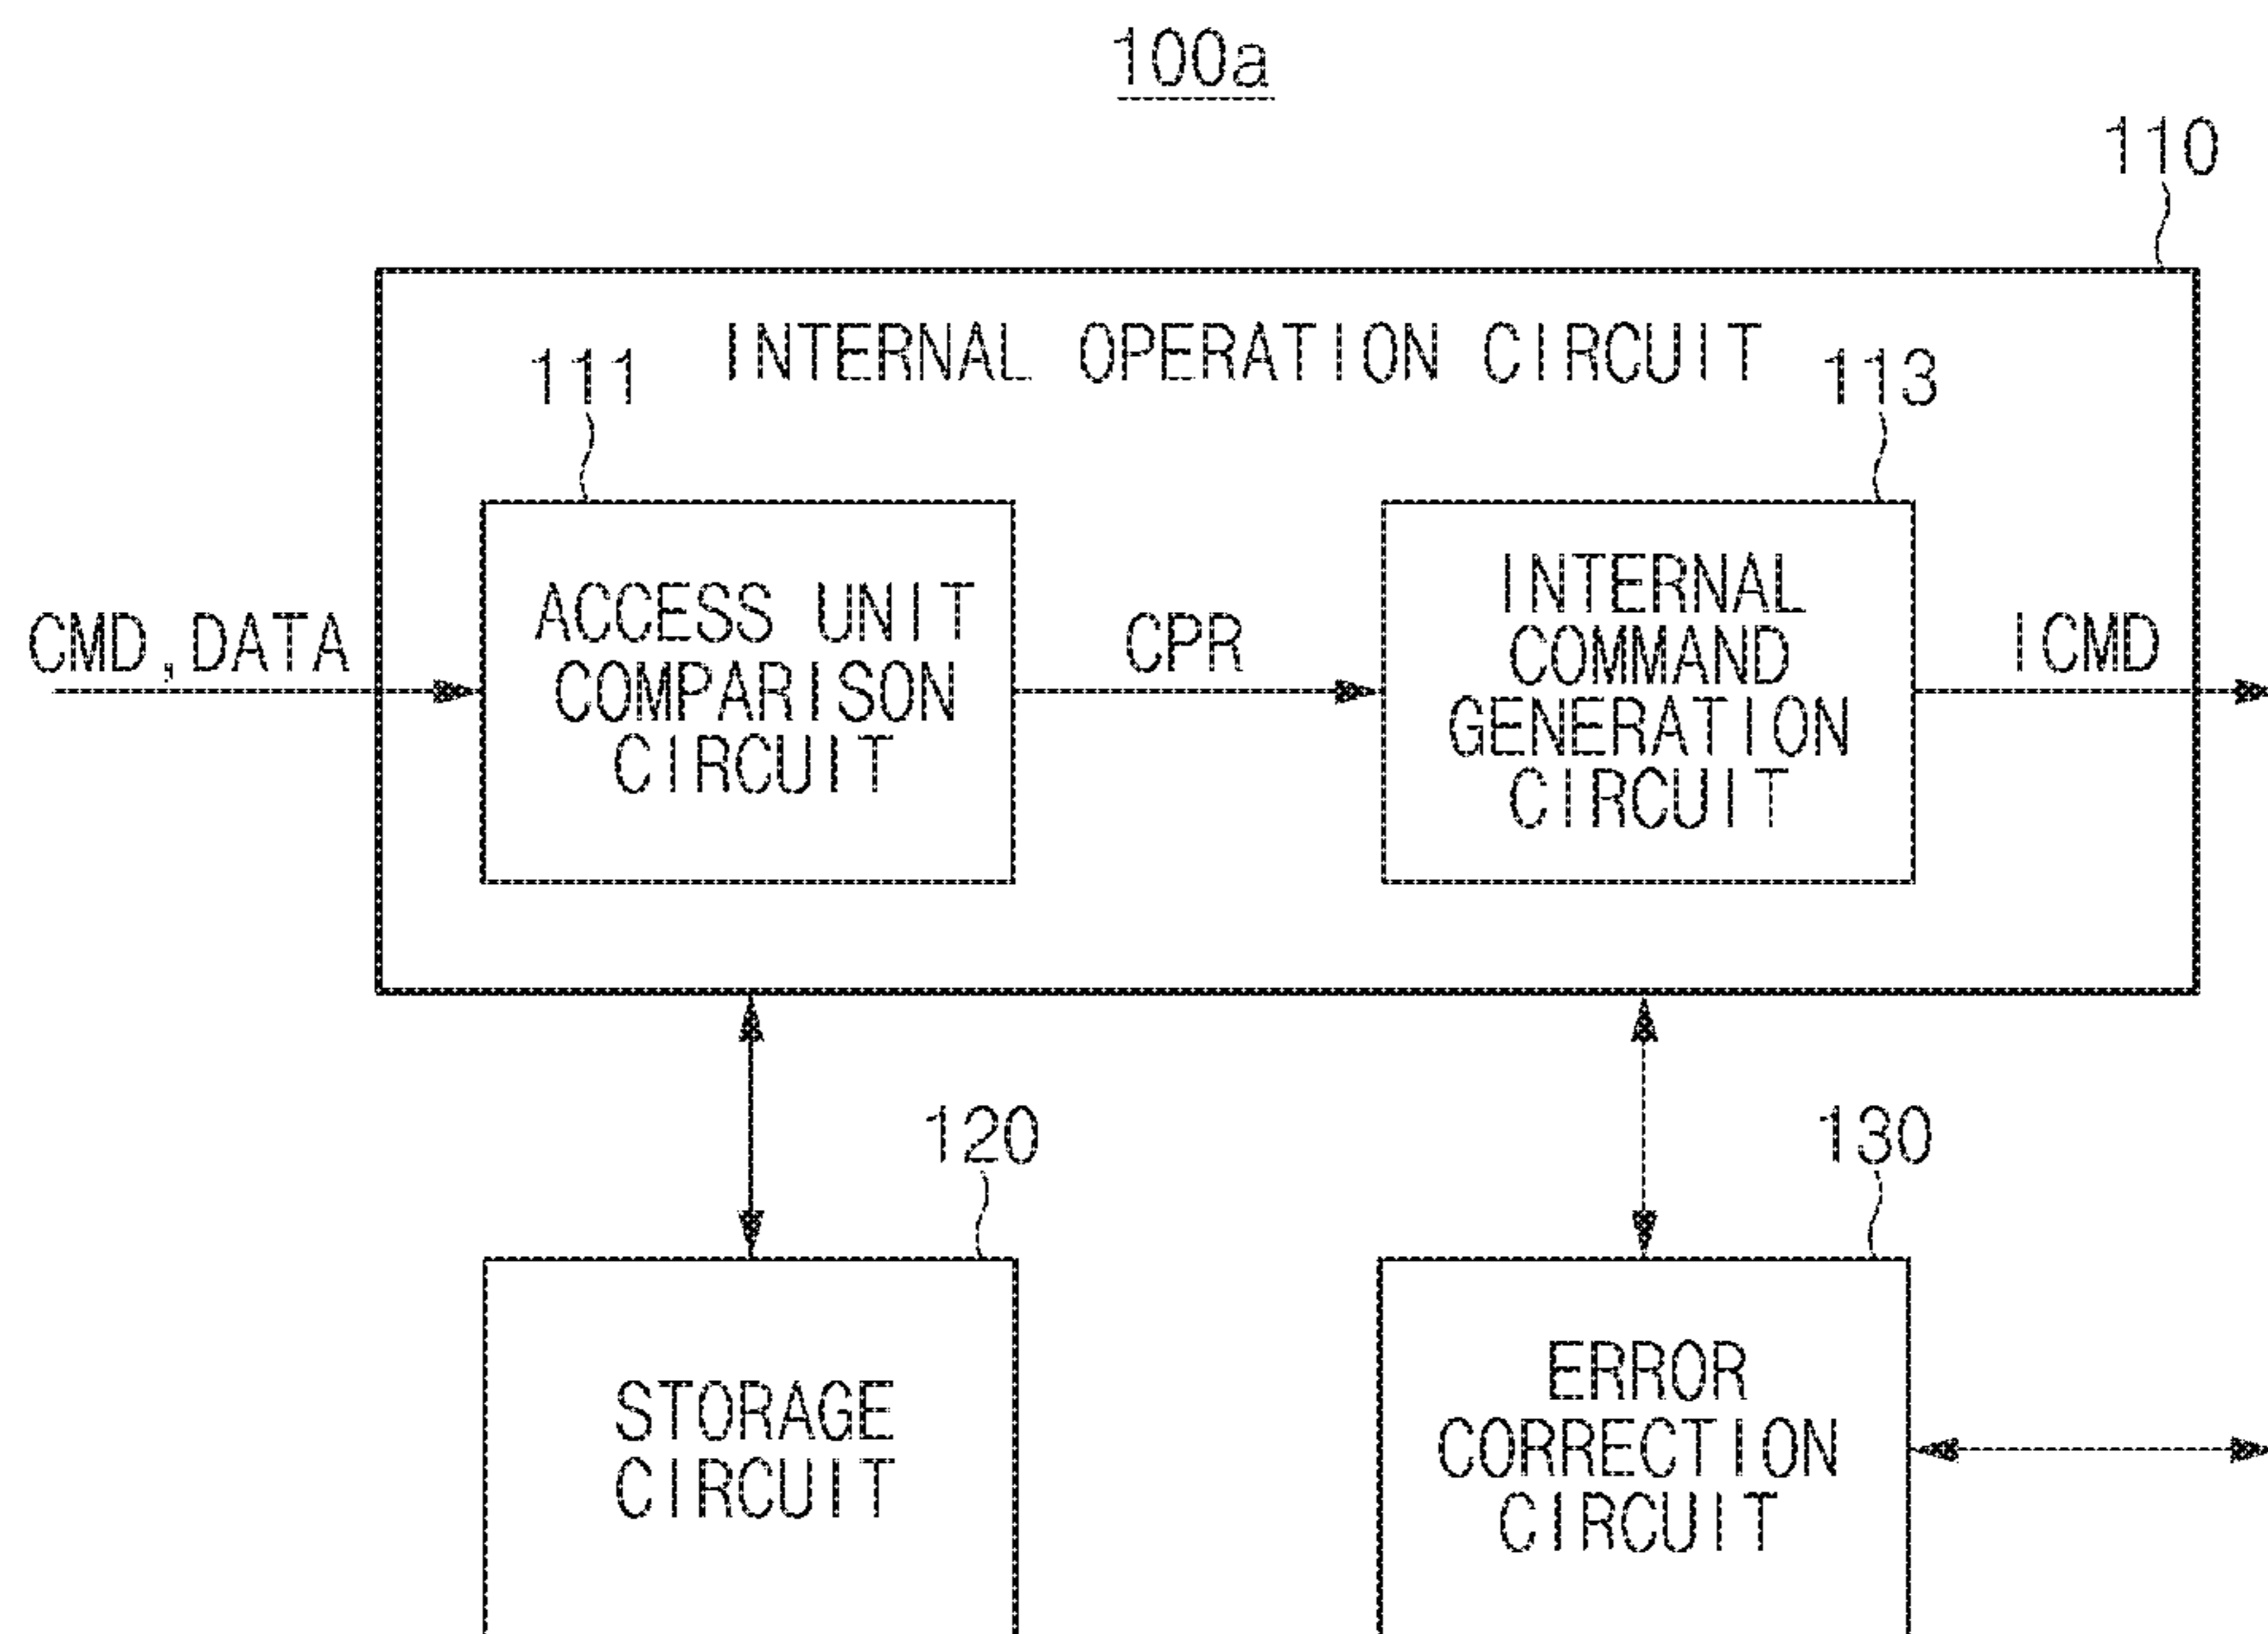 100a
110
INTERNAL OPERATION CIRCUIT
111
113
CMD,DATA
ACCESS UNIT
COMPARISON
CIRCUIT
CPR
INTERNAL
COMMAND
GENERATION
CIRCUIT
ICMD
120
130
STORAGE
CIRCUIT
ERROR
CORRECTION
CIRCUIT